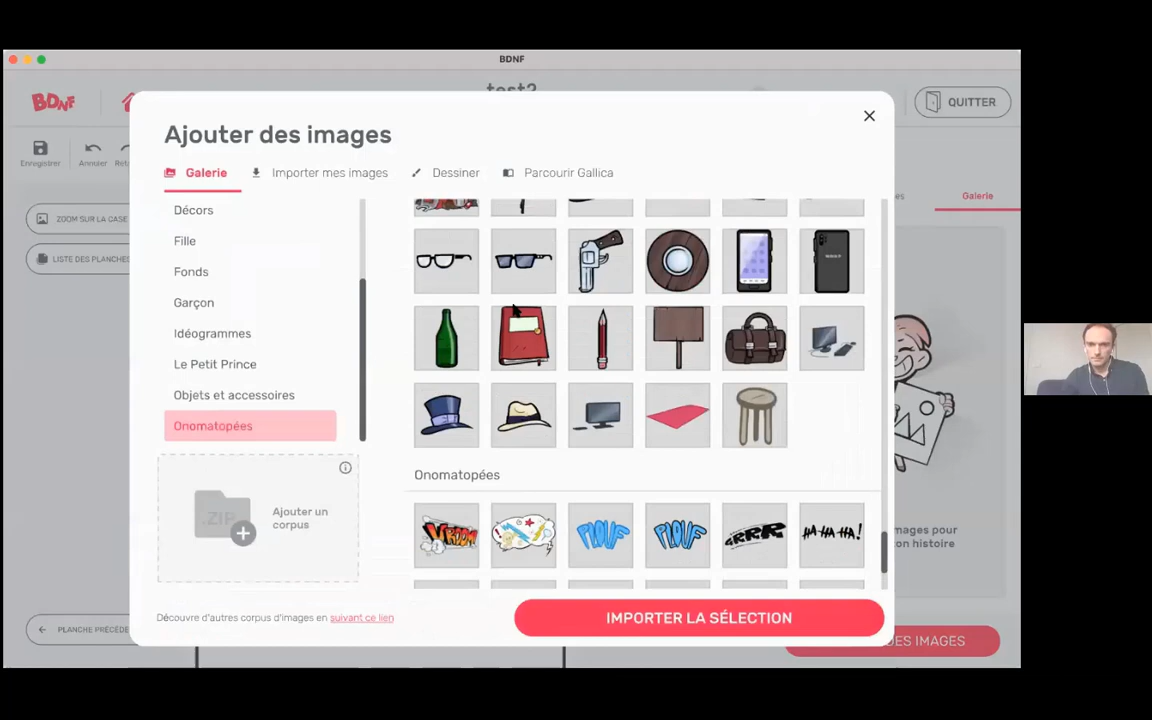 BDNF
BDNF
test2
QUITTER
Enregistrer
Annuler
ZOOM SUR LA CASE
LISTE DES PLANCHES
Ajouter des images
Galerie
Importer mes images
Dessiner
Parcourir Gallica
Galerie
Décors
Fille
Fonds
Garçon
Idéogrammes
Le Petit Prince
Objets et accessoires
Onomatopées
.ZIP
Ajouter un
corpus
Onomatopées
VROOM
PLOUF
PLOUF
GRRR
HA-HA-HA!
Découvre d'autres corpus d'images en suivant ce lien
IMPORTER LA SÉLECTION
PLANCHE PRÉCÉDE
DES IMAGES
mages pour
on histoire